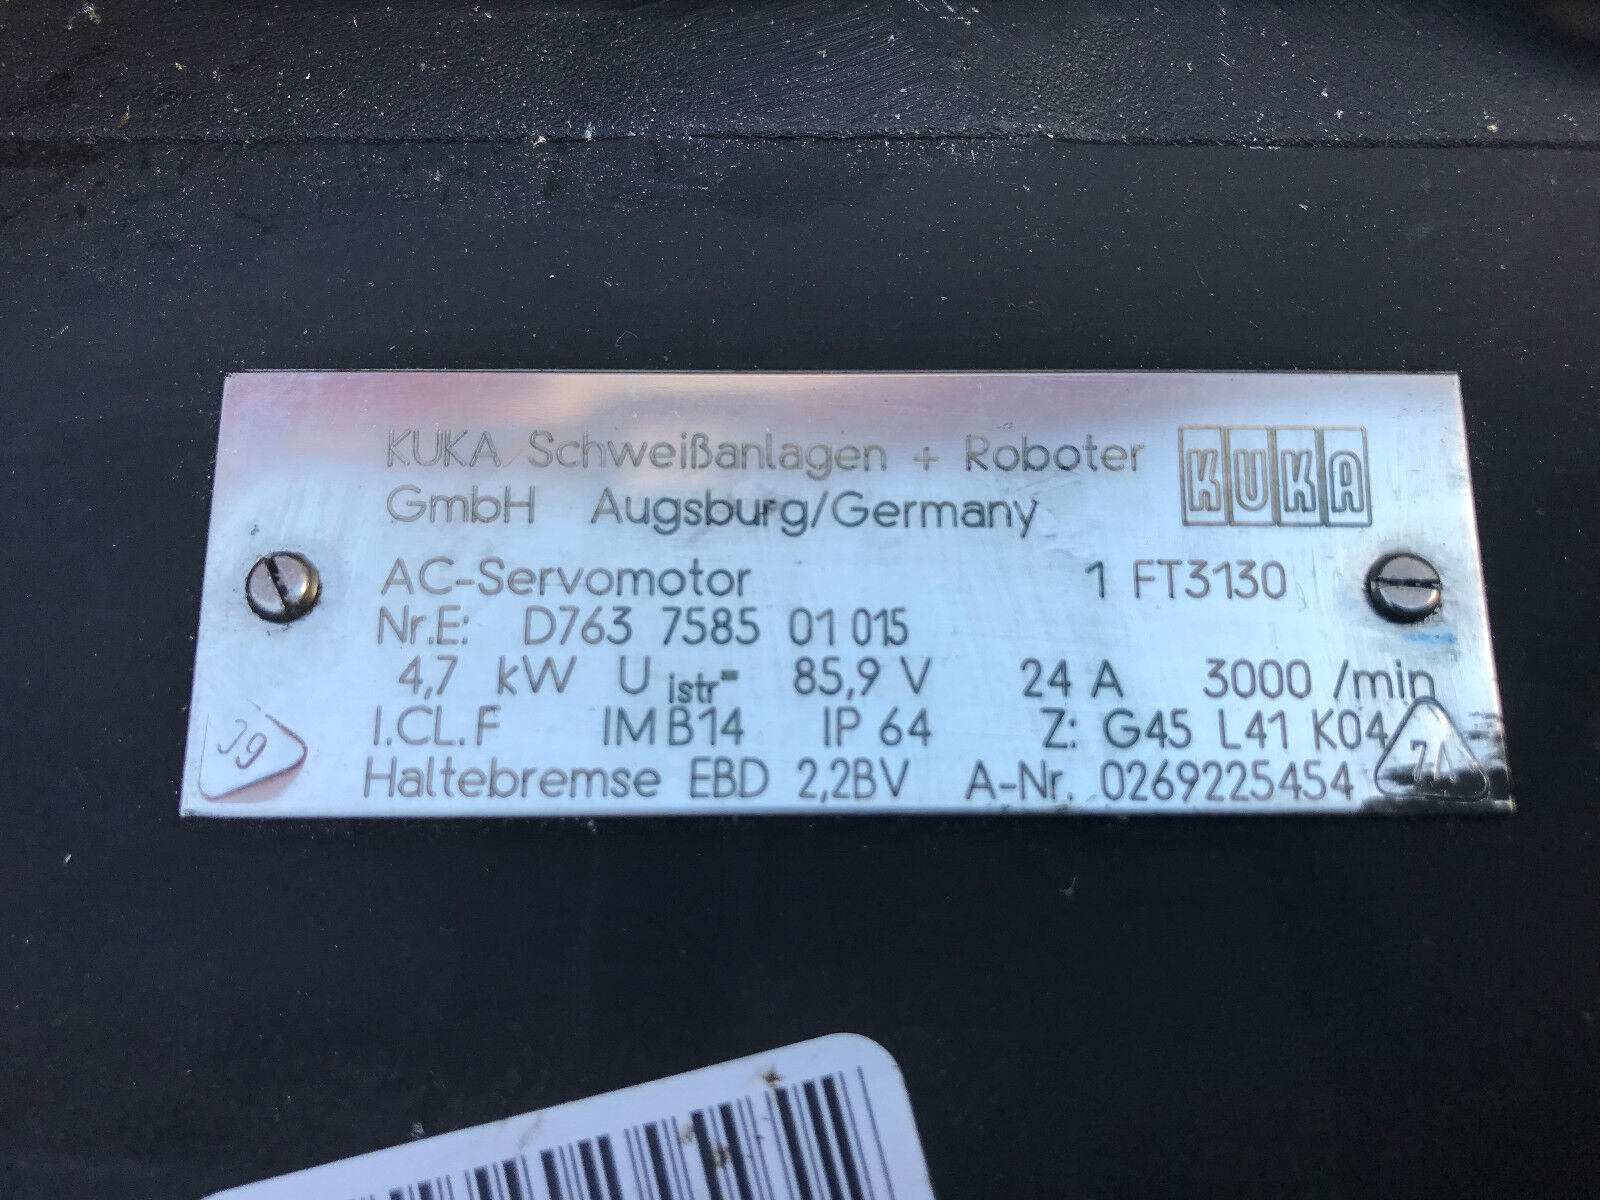 KUKA Schweißanlagen + Roboter KUKA
GmbH Augsburg/Germany
AC-Servomotor 1 FT3130
Nr.E: D763 7585 01 015
4,7 kW U istr= 85,9 V 24 A 3000 /min
I.CL.F IM B14 IP 64 Z: G45 L41 K04
Haltebremse EBD 2,2BV A-Nr. 0269225454